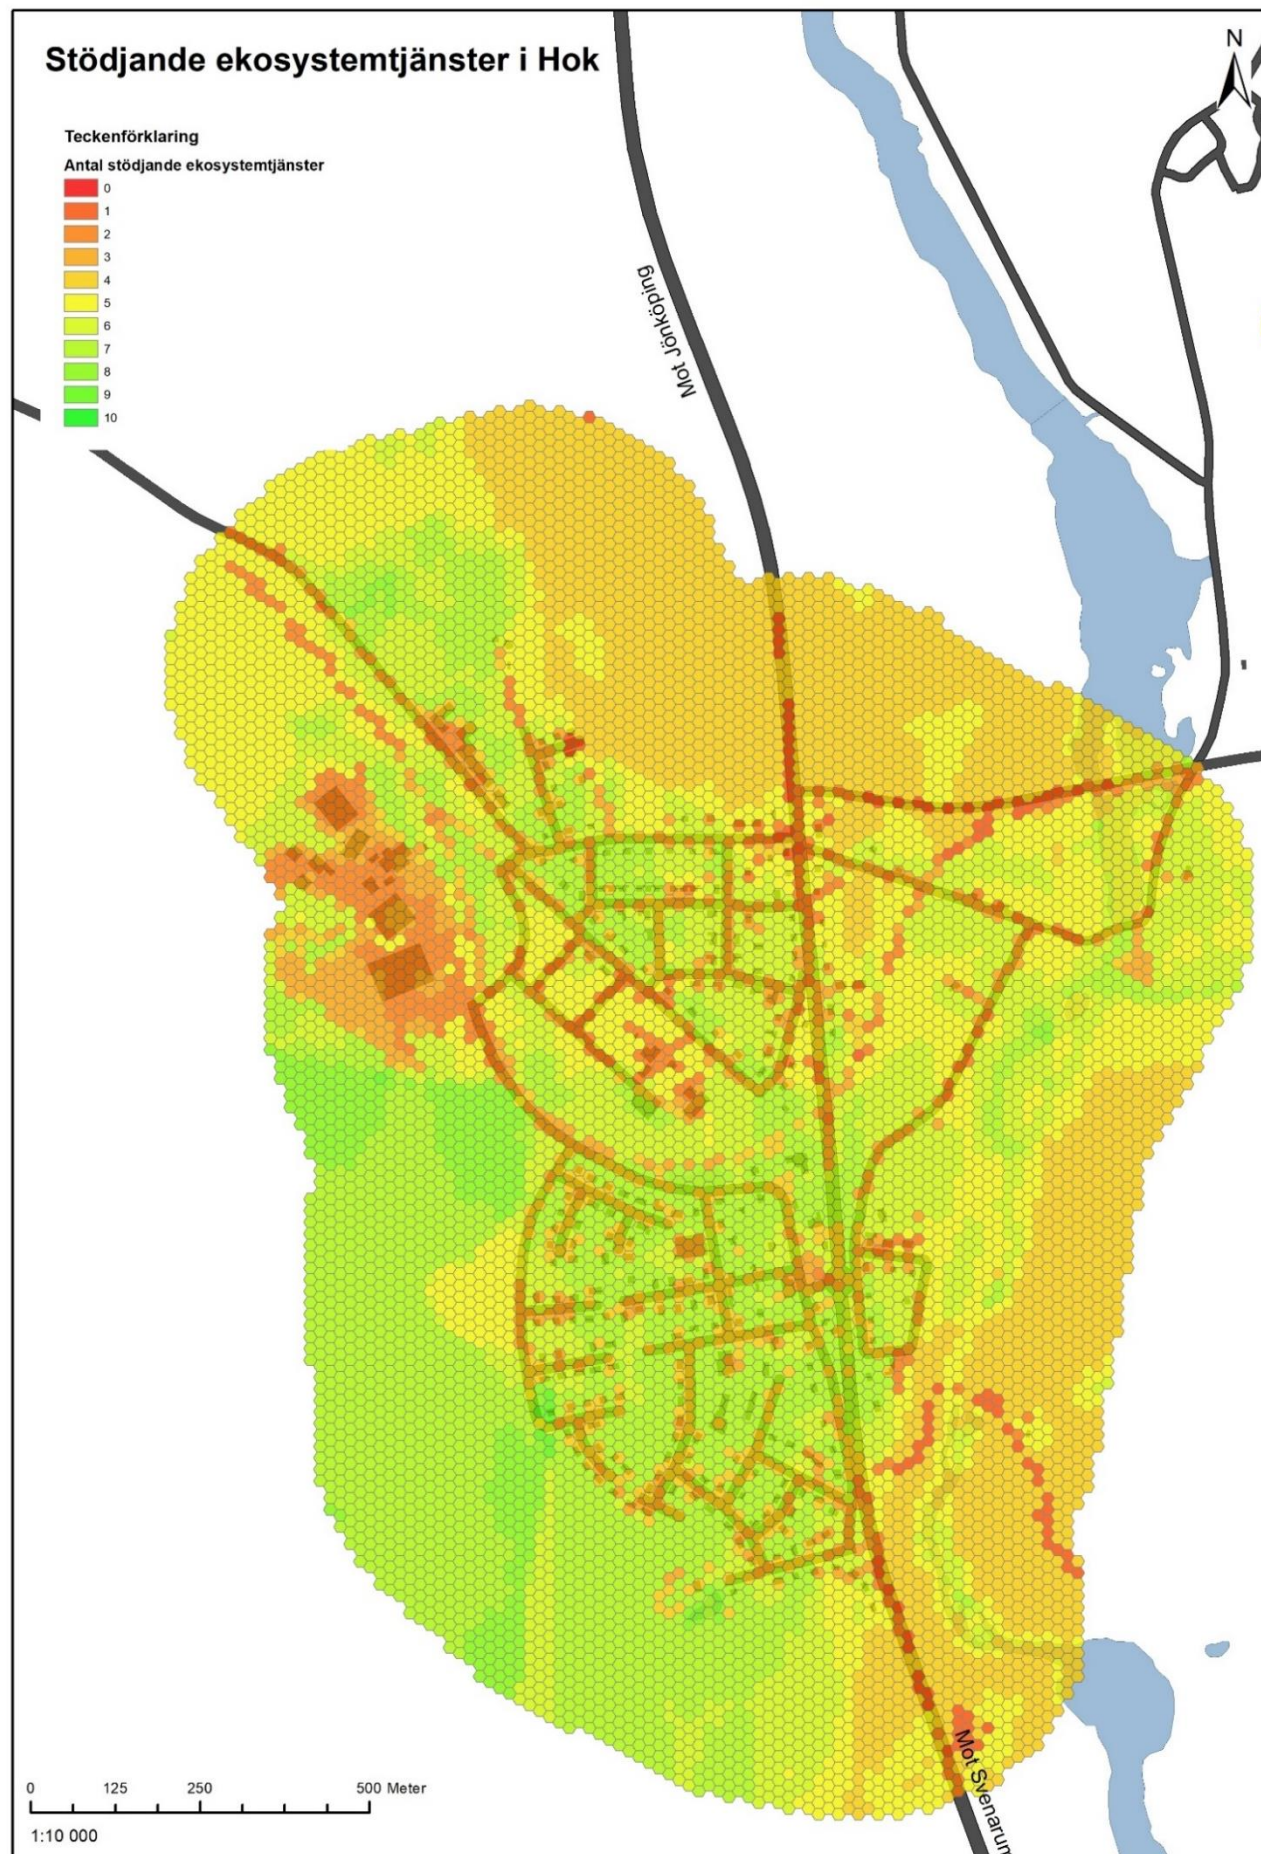 Stödjande ekosystemtjänster i Hok
N
Teckenförklaring
Antal stödjande ekosystemtjänster
0
1
2
3
4
5
6
7
8
9
10
Mot Jönköping
Mot Svenarum
0 125 250 500 Meter
1:10 000